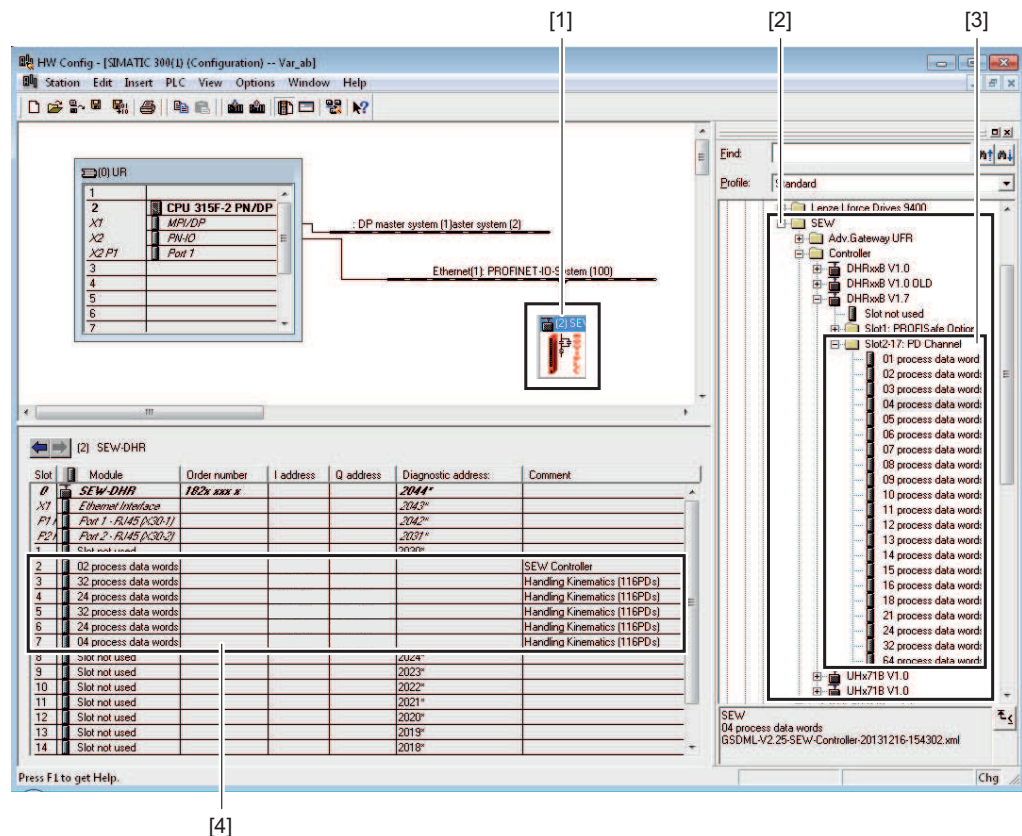 [1] [2] [3]
HW Config - [SIMATIC 300(1) (Configuration) -- Var_ab]
Station Edit Insert PLC View Options Window Help
(0) UR
1
2 CPU 315F-2 PN/DP
X1 MPI/DP
X2 PN-IO
X2 P1 Port 1
3
4
5
6
7
: DP master system (1)aster system (2)
Ethernet(1): PROFINET-IO-System (100)
(2) SEW
Find:
Profile: Standard
Lenze l force Drives 9400
SEW
Adv.Gateway UFR
Controller
DHRxxB V1.0
DHRxxB V1.0 OLD
DHRxxB V1.7
Slot not used
Slot1: PROFISafe Option
Slot2-17: PD Channel
01 process data word
02 process data words
03 process data words
04 process data words
05 process data words
06 process data words
07 process data words
08 process data words
09 process data words
10 process data words
11 process data words
12 process data words
13 process data words
14 process data words
15 process data words
16 process data words
18 process data words
21 process data words
24 process data words
32 process data words
64 process data words
UHx71B V1.0
UHx71B V1.0
SEW
04 process data words
GSDML-V2.25-SEW-Controller-20131216-154302.xml
(2) SEW-DHR
Slot Module Order number I address Q address Diagnostic address: Comment
0 SEW-DHR 182x xxx x 2044*
X1 Ethernet Interface 2043*
P1 Port 1 - RJ45 (X30-1) 2042*
P2 Port 2 - RJ45 (X30-2) 2031*
1 Slot not used 2030*
2 02 process data words SEW Controller
3 32 process data words Handling Kinematics (116PDs)
4 24 process data words Handling Kinematics (116PDs)
5 32 process data words Handling Kinematics (116PDs)
6 24 process data words Handling Kinematics (116PDs)
7 04 process data words Handling Kinematics (116PDs)
8 Slot not used 2024*
9 Slot not used 2023*
10 Slot not used 2022*
11 Slot not used 2021*
12 Slot not used 2020*
13 Slot not used 2019*
14 Slot not used 2018*
Press F1 to get Help. Chg
[4]